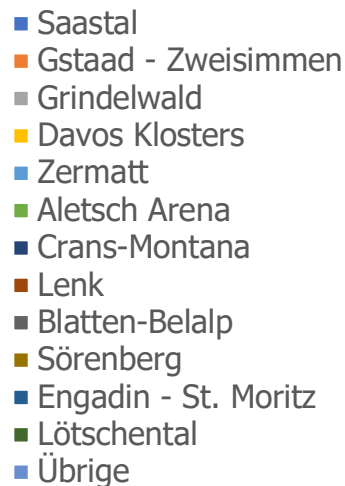 Saastal
Gstaad - Zweisimmen
Grindelwald
Davos Klosters
Zermatt
Aletsch Arena
Crans-Montana
Lenk
Blatten-Belalp
Sörenberg
Engadin - St. Moritz
Lötschental
Übrige